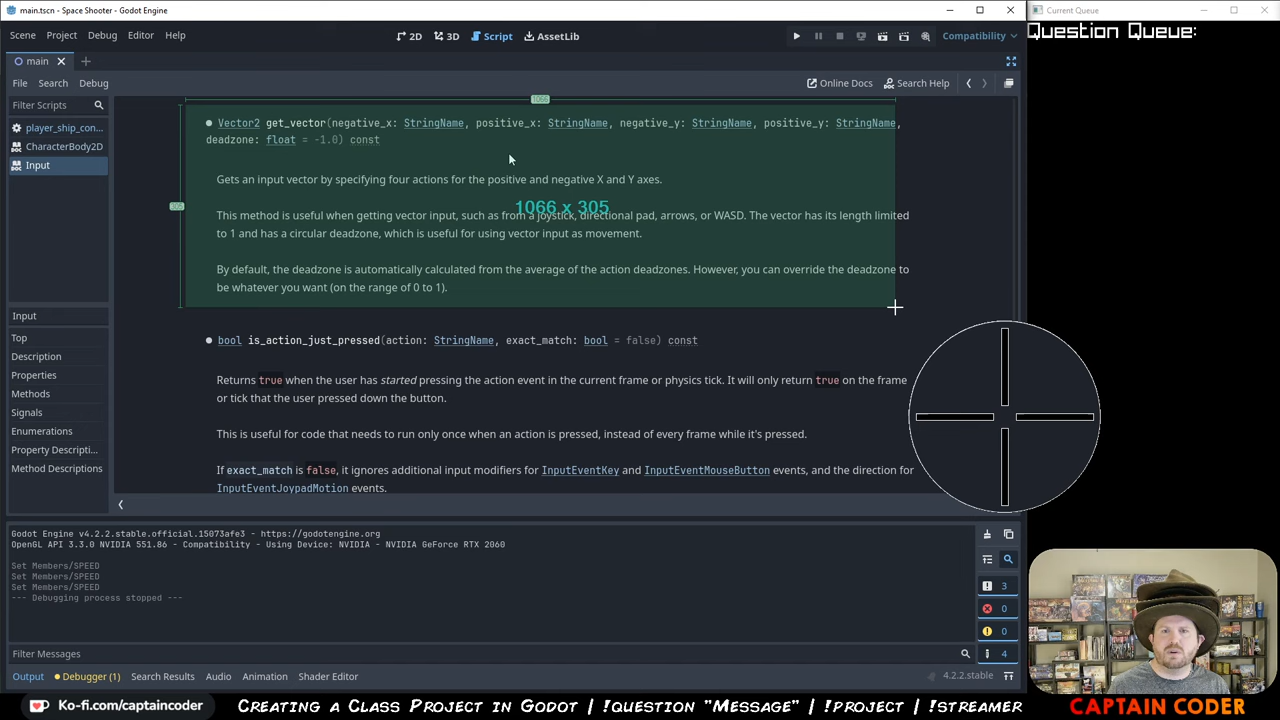 main.tscn - Space Shooter - Godot Engine
Current Queue
Scene Project Debug Editor Help
2D 3D Script AssetLib
Compatibility
Question Queue:
main
File Search Debug
Online Docs Search Help
Filter Scripts
player_ship_con...
CharacterBody2D
Input
1066
305
Vector2 get_vector(negative_x: StringName, positive_x: StringName, negative_y: StringName, positive_y: StringName,
deadzone: float = -1.0) const
Gets an input vector by specifying four actions for the positive and negative X and Y axes.
1066 x 305
This method is useful when getting vector input, such as from a joystick, directional pad, arrows, or WASD. The vector has its length limited
to 1 and has a circular deadzone, which is useful for using vector input as movement.
By default, the deadzone is automatically calculated from the average of the action deadzones. However, you can override the deadzone to
be whatever you want (on the range of 0 to 1).
bool is_action_just_pressed(action: StringName, exact_match: bool = false) const
Returns true when the user has started pressing the action event in the current frame or physics tick. It will only return true on the frame
or tick that the user pressed down the button.
This is useful for code that needs to run only once when an action is pressed, instead of every frame while it's pressed.
If exact_match is false, it ignores additional input modifiers for InputEventKey and InputEventMouseButton events, and the direction for
InputEventJoypadMotion events.
Input
Top
Description
Properties
Methods
Signals
Enumerations
Property Descripti...
Method Descriptions
Godot Engine v4.2.2.stable.official.15073afe3 - https://godotengine.org
OpenGL API 3.3.0 NVIDIA 551.86 - Compatibility - Using Device: NVIDIA - NVIDIA GeForce RTX 2060
Set Members/SPEED
Set Members/SPEED
Set Members/SPEED
--- Debugging process stopped ---
3
0
0
4
Filter Messages
Output Debugger (1) Search Results Audio Animation Shader Editor
4.2.2.stable
Ko-fi.com/captaincoder
Creating a Class Project in Godot | !question "Message" | !project | !streamer
CAPTAIN CODER